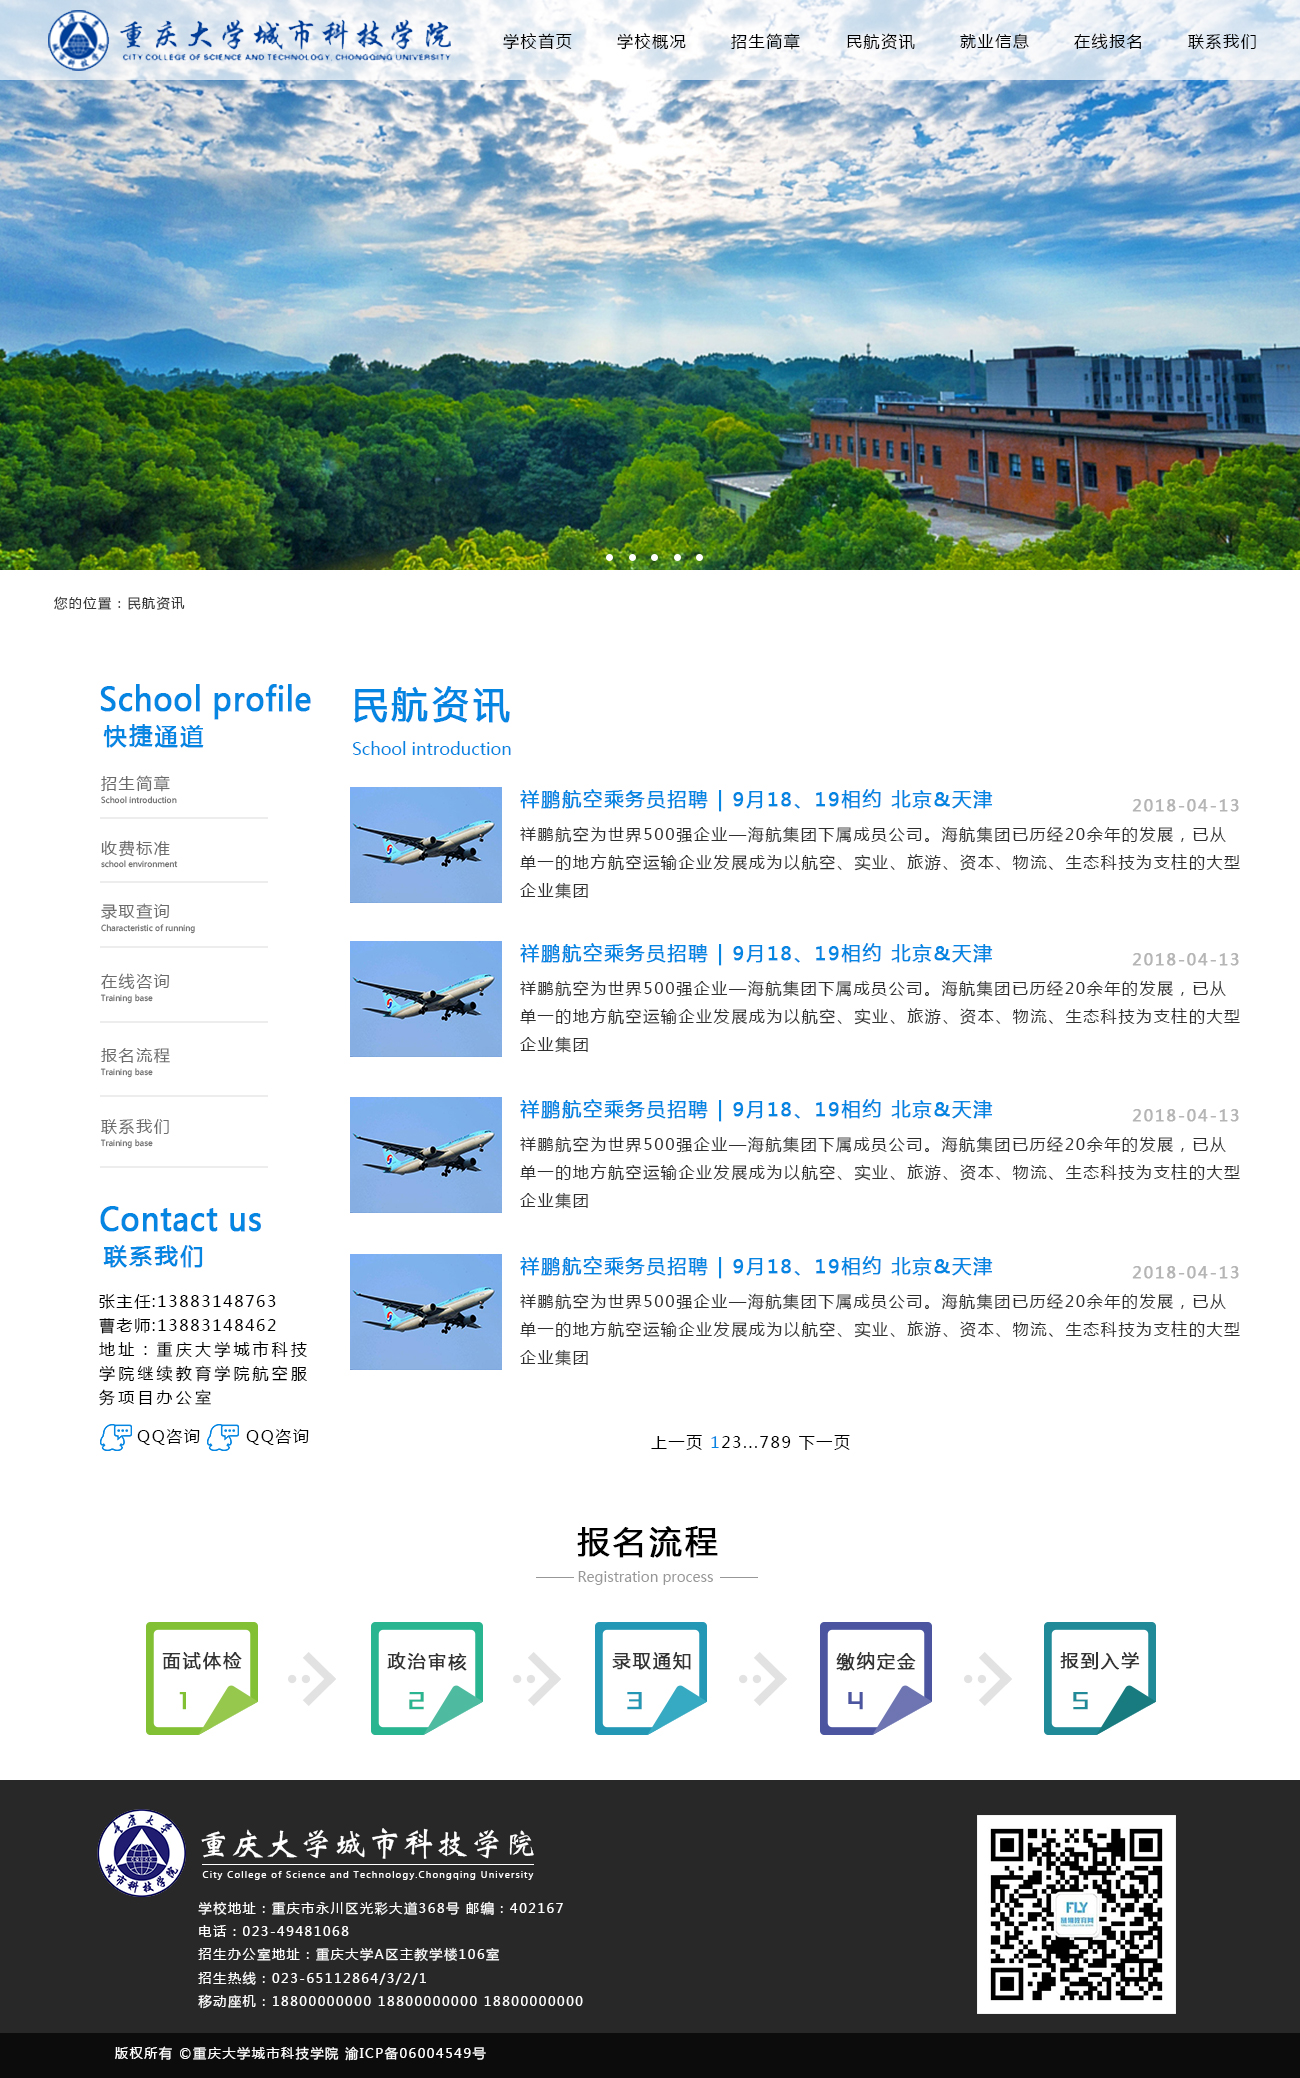 重庆大学城市科技学院
CITY COLLEGE OF SCIENCE AND TECHNOLOGY, CHONGQING UNIVERSITY
学校首页 学校概况 招生简章 民航资讯 就业信息 在线报名 联系我们
您的位置：民航资讯
School profile
快捷通道
招生简章
School introduction
收费标准
school environment
录取查询
Characteristic of running
在线咨询
Training base
报名流程
Training base
联系我们
Training base
Contact us
联系我们
张主任:13883148763
曹老师:13883148462
地址：重庆大学城市科技
学院继续教育学院航空服
务项目办公室
QQ咨询 QQ咨询
民航资讯
School introduction
祥鹏航空乘务员招聘 | 9月18、19相约 北京&天津
2018-04-13
祥鹏航空为世界500强企业—海航集团下属成员公司。海航集团已历经20余年的发展，已从
单一的地方航空运输企业发展成为以航空、实业、旅游、资本、物流、生态科技为支柱的大型
企业集团
祥鹏航空乘务员招聘 | 9月18、19相约 北京&天津
2018-04-13
祥鹏航空为世界500强企业—海航集团下属成员公司。海航集团已历经20余年的发展，已从
单一的地方航空运输企业发展成为以航空、实业、旅游、资本、物流、生态科技为支柱的大型
企业集团
祥鹏航空乘务员招聘 | 9月18、19相约 北京&天津
2018-04-13
祥鹏航空为世界500强企业—海航集团下属成员公司。海航集团已历经20余年的发展，已从
单一的地方航空运输企业发展成为以航空、实业、旅游、资本、物流、生态科技为支柱的大型
企业集团
祥鹏航空乘务员招聘 | 9月18、19相约 北京&天津
2018-04-13
祥鹏航空为世界500强企业—海航集团下属成员公司。海航集团已历经20余年的发展，已从
单一的地方航空运输企业发展成为以航空、实业、旅游、资本、物流、生态科技为支柱的大型
企业集团
上一页 123...789 下一页
报名流程
Registration process
面试体检
1
政治审核
2
录取通知
3
缴纳定金
4
报到入学
5
重庆大学城市科技学院
City College of Science and Technology.Chongqing University
学校地址：重庆市永川区光彩大道368号 邮编：402167
电话：023-49481068
招生办公室地址：重庆大学A区主教学楼106室
招生热线：023-65112864/3/2/1
移动座机：18800000000 18800000000 18800000000
FLY
版权所有 ©重庆大学城市科技学院 渝ICP备06004549号